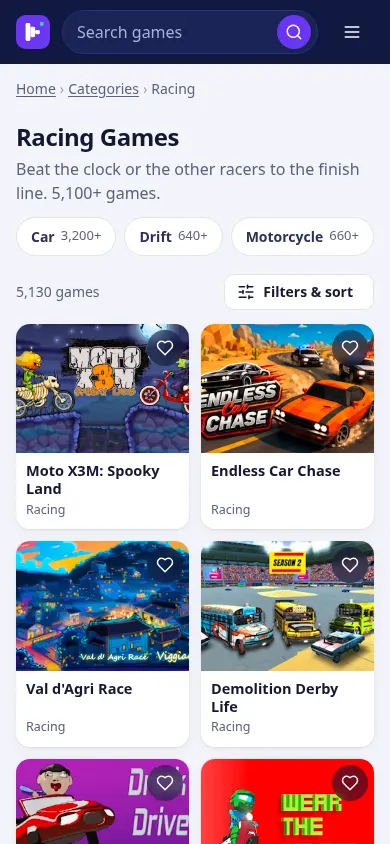 Search games
Home › Categories › Racing
Racing Games
Beat the clock or the other racers to the finish
line. 5,100+ games.
Car 3,200+
Drift 640+
Motorcycle 660+
5,130 games
Filters & sort
MOTO
X3M
ENDLESS
Car
CHASE
Moto X3M: Spooky
Land
Racing
Endless Car Chase
Racing
Val d'Agri Race
Viggia
SEASON 2
Val d'Agri Race
Racing
Demolition Derby
Life
Racing
Drive
WEAR
THE